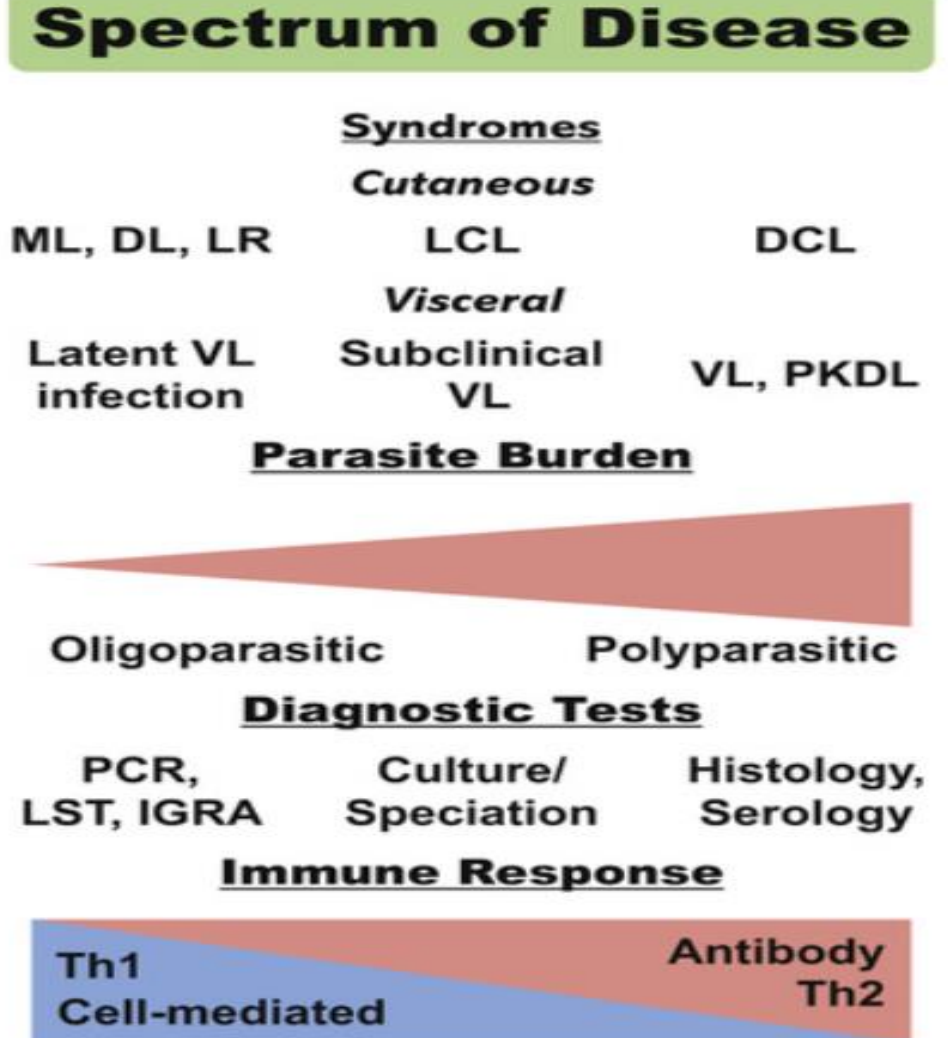 Spectrum of Disease
Syndromes
Cutaneous
ML, DL, LR LCL DCL
Visceral
Latent VL infection Subclinical VL VL, PKDL
Parasite Burden
Oligoparasitic Polyparasitic
Diagnostic Tests
PCR, LST, IGRA Culture/ Speciation Histology, Serology
Immune Response
Th1
Cell-mediated
Antibody
Th2